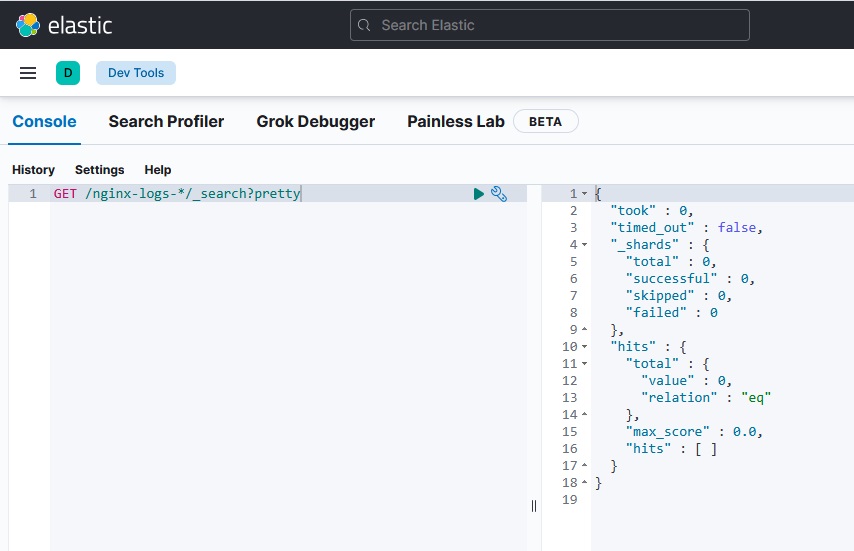 elastic
Search Elastic
D
Dev Tools
Console Search Profiler Grok Debugger Painless Lab BETA
History Settings Help
1 GET /nginx-logs-*/_search?pretty
1 {
2 "took" : 0,
3 "timed_out" : false,
4 "_shards" : {
5 "total" : 0,
6 "successful" : 0,
7 "skipped" : 0,
8 "failed" : 0
9 },
10 "hits" : {
11 "total" : {
12 "value" : 0,
13 "relation" : "eq"
14 },
15 "max_score" : 0.0,
16 "hits" : [ ]
17 }
18 }
19